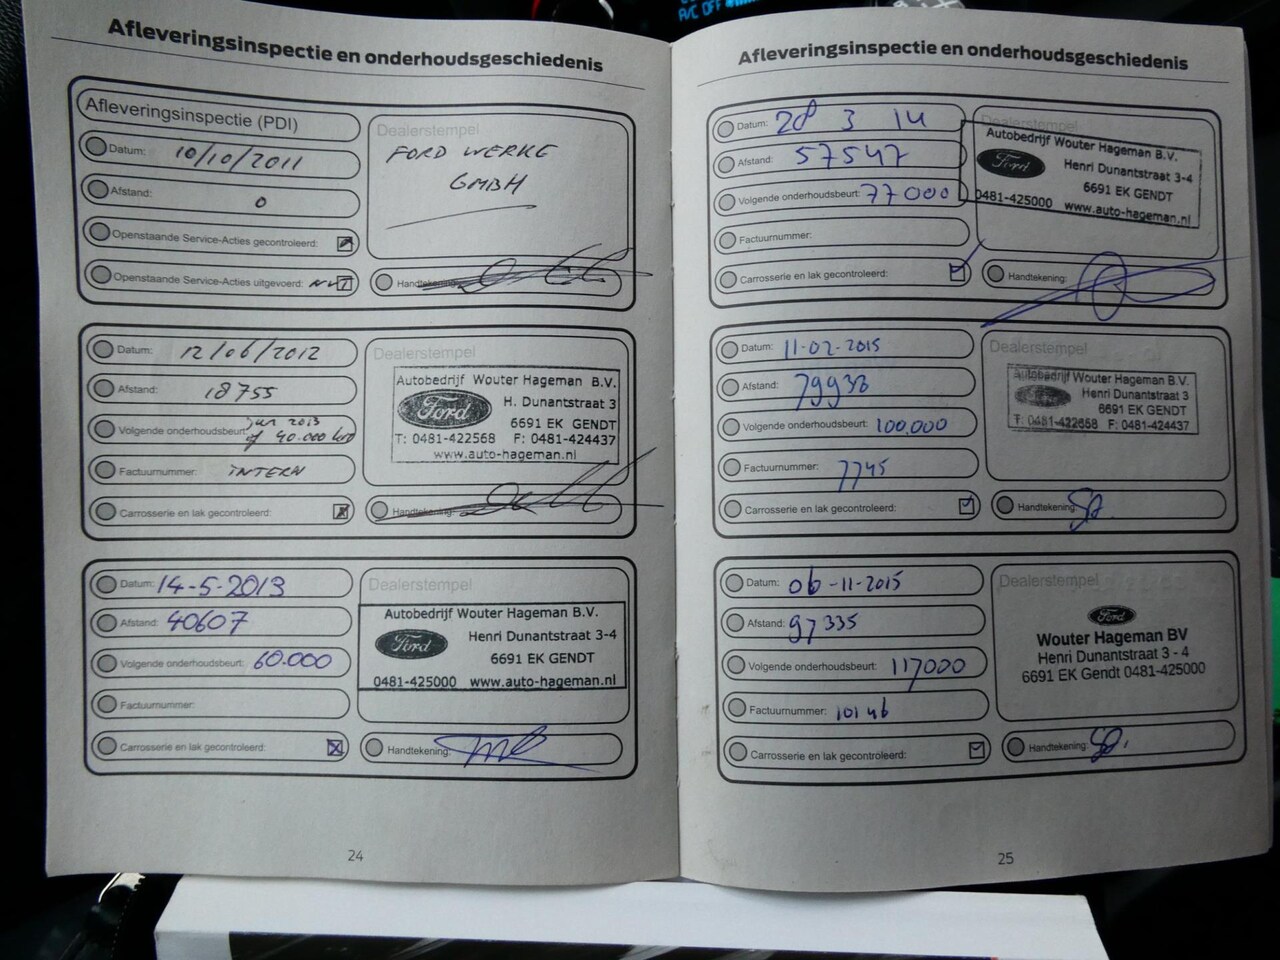 A/C OFF
Afleveringsinspectie en onderhoudsgeschiedenis
Afleveringsinspectie (PDI)
Datum: 10/10/2011
Afstand: 0
Openstaande Service-Acties gecontroleerd:
Openstaande Service-Acties uitgevoerd:
Dealerstempel
FORD WERKE
GMBH
Handtekening:
Datum: 12/06/2012
Afstand: 18755
Volgende onderhoudsbeurt: Jun 2013
of 40.000 km
Factuurnummer: INTERN
Carrosserie en lak gecontroleerd:
Dealerstempel
Autobedrijf Wouter Hageman B.V.
Ford
H. Dunantstraat 3
6691 EK GENDT
T: 0481-422568 F: 0481-424437
www.auto-hageman.nl
Handtekening:
Datum: 14-5-2013
Afstand: 40607
Volgende onderhoudsbeurt: 60.000
Factuurnummer:
Carrosserie en lak gecontroleerd:
Dealerstempel
Autobedrijf Wouter Hageman B.V.
Ford
Henri Dunantstraat 3-4
6691 EK GENDT
0481-425000 www.auto-hageman.nl
Handtekening:
24
Afleveringsinspectie en onderhoudsgeschiedenis
Datum: 28 3 14
Afstand: 57547
Volgende onderhoudsbeurt: 77000
Factuurnummer:
Carrosserie en lak gecontroleerd:
Dealerstempel
Autobedrijf Wouter Hageman B.V.
Ford
Henri Dunantstraat 3-4
6691 EK GENDT
0481-425000 www.auto-hageman.nl
Handtekening:
Datum: 11-02-2015
Afstand: 79938
Volgende onderhoudsbeurt: 100.000
Factuurnummer: 7745
Carrosserie en lak gecontroleerd:
Dealerstempel
Autobedrijf Wouter Hageman B.V.
Henri Dunantstraat 3
6691 EK GENDT
T: 0481-422568 F: 0481-424437
Handtekening:
Datum: 06-11-2015
Afstand: 97335
Volgende onderhoudsbeurt: 117000
Factuurnummer: 10146
Carrosserie en lak gecontroleerd:
Dealerstempel
Ford
Wouter Hageman BV
Henri Dunantstraat 3 - 4
6691 EK Gendt 0481-425000
Handtekening:
25